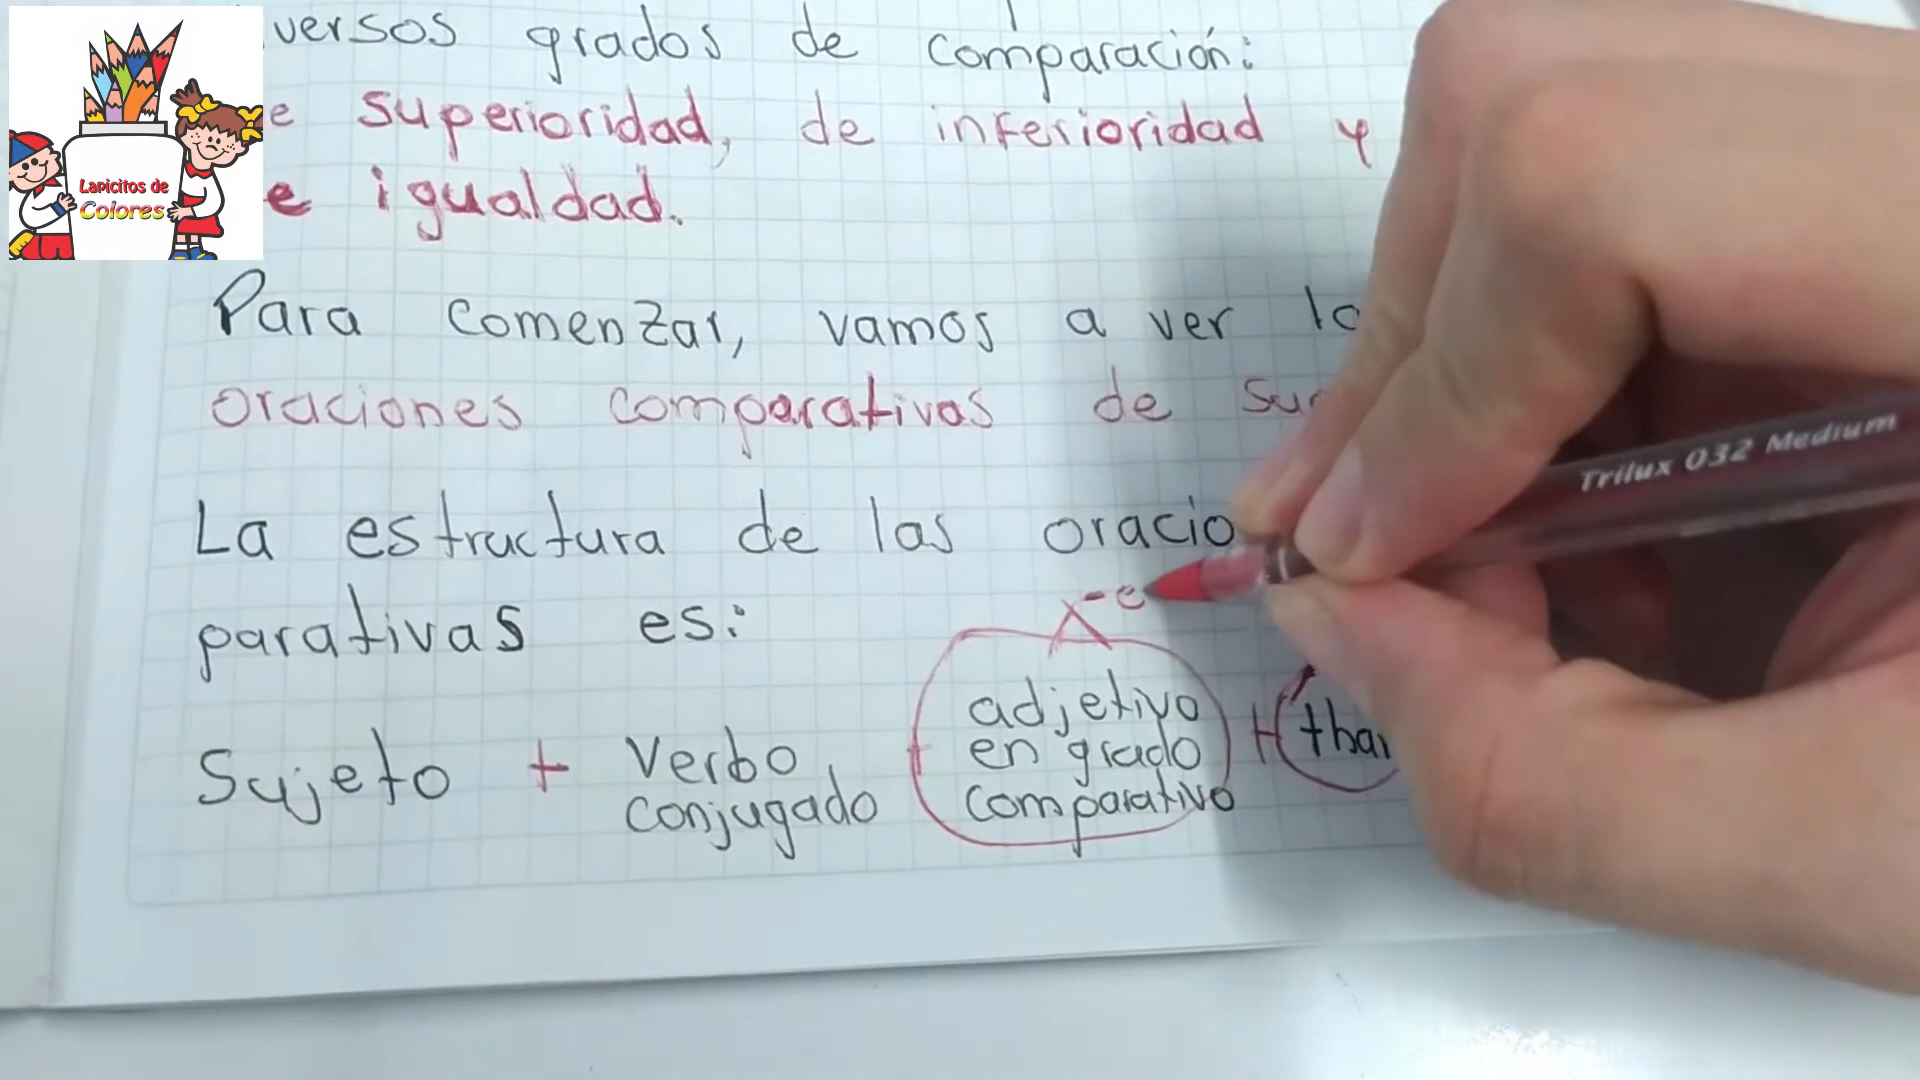 versos grados de comparación:
e superioridad, de inferioridad y
e igualdad.
Lapicitos de
Colores
Para comenzar, vamos a ver
oraciones comparativas de
La estructura de las
parativas es:
Sujeto + verbo conjugado + adjetivo en grado comparativo +
Trilux 032 Medium